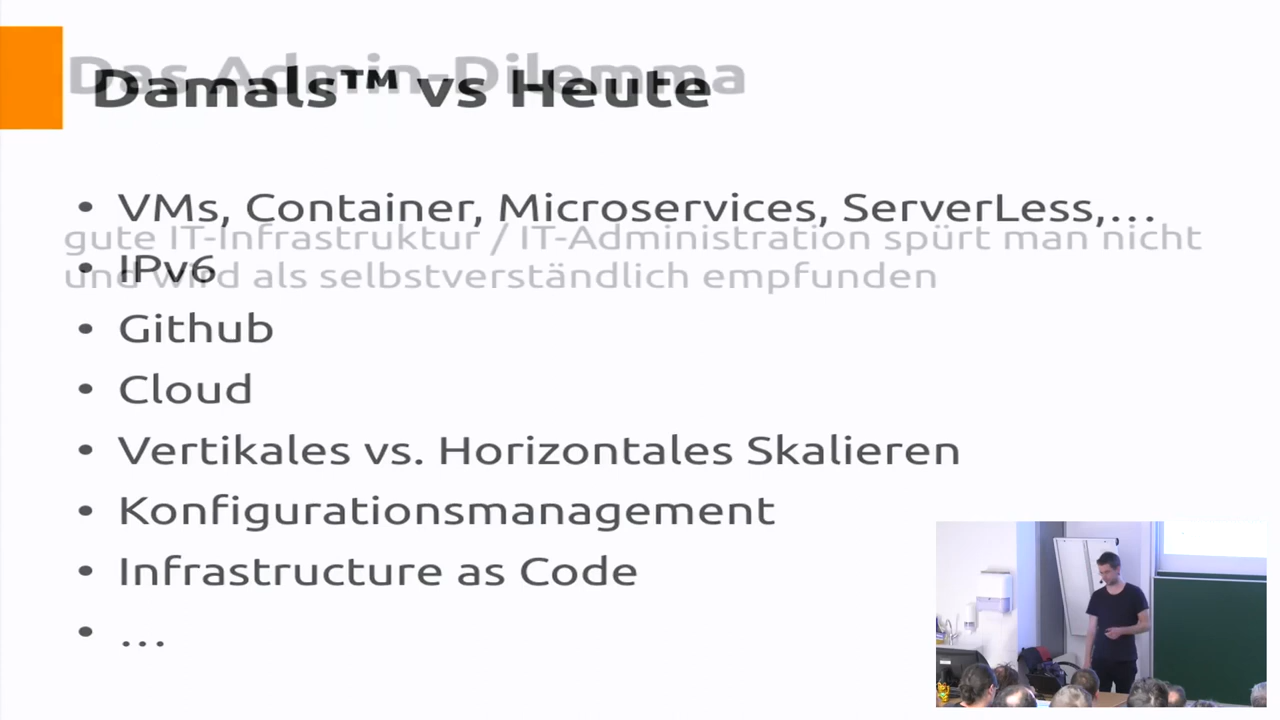 Das Admin-Dilemma
Damals™ vs Heute
• VMs, Container, Microservices, ServerLess,…
gute IT-Infrastruktur / IT-Administration spürt man nicht
und wird als selbstverständlich empfunden
• IPv6
• Github
• Cloud
• Vertikales vs. Horizontales Skalieren
• Konfigurationsmanagement
• Infrastructure as Code
• …